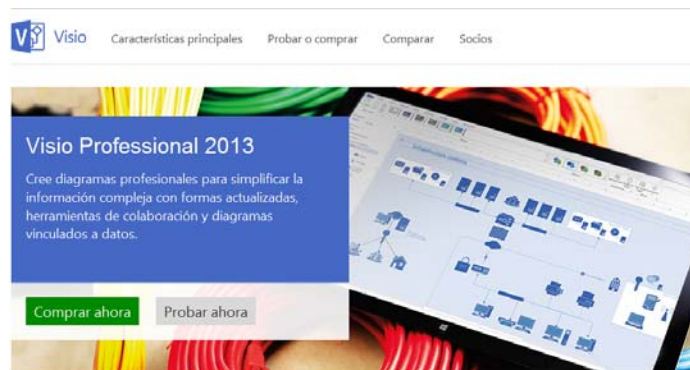 Visio
Características principales
Probar o comprar
Comparar
Socios
Visio Professional 2013
Cree diagramas profesionales para simplificar la
información compleja con formas actualizadas,
herramientas de colaboración y diagramas
vinculados a datos.
Comprar ahora
Probar ahora